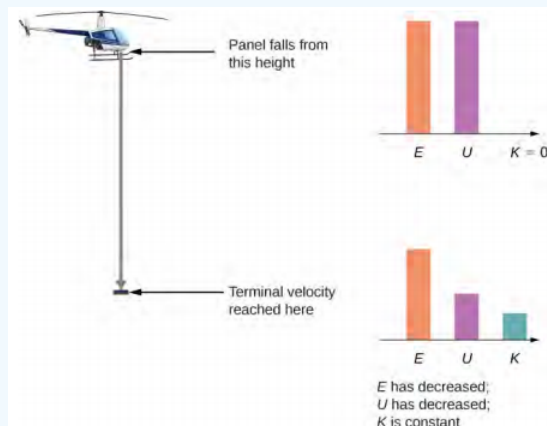 Panel falls from
this height
E U K = 0
Terminal velocity
reached here
E U K
E has decreased;
U has decreased;
K is constant